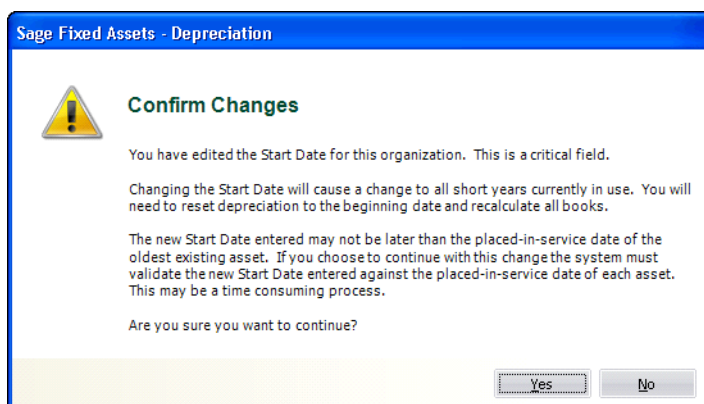 Sage Fixed Assets - Depreciation
Confirm Changes
You have edited the Start Date for this organization. This is a critical field.
Changing the Start Date will cause a change to all short years currently in use. You will
need to reset depreciation to the beginning date and recalculate all books.
The new Start Date entered may not be later than the placed-in-service date of the
oldest existing asset. If you choose to continue with this change the system must
validate the new Start Date entered against the placed-in-service date of each asset.
This may be a time consuming process.
Are you sure you want to continue?
Yes No